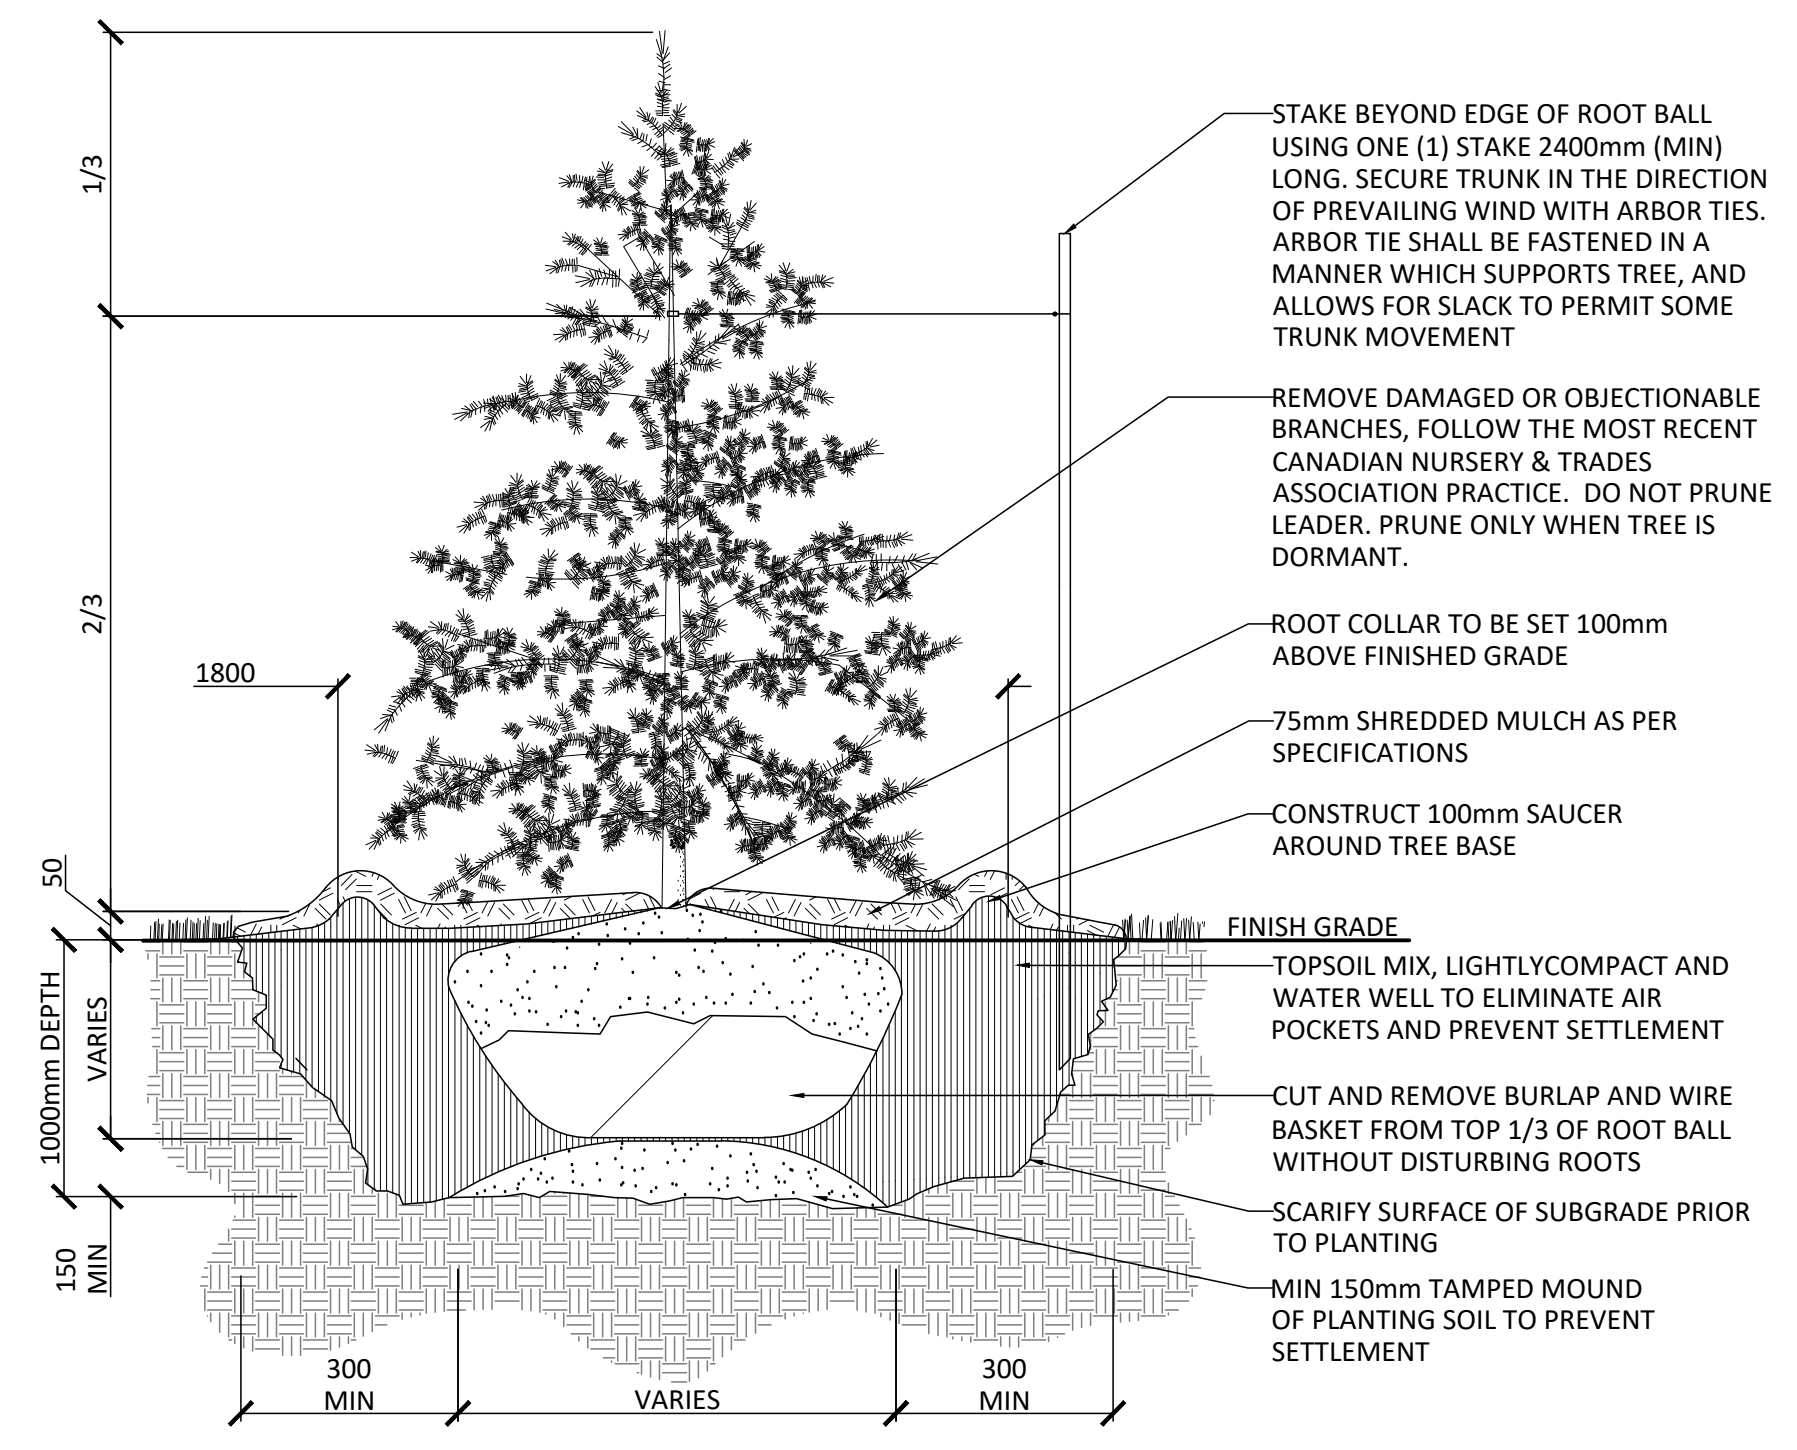 STAKE BEYOND EDGE OF ROOT BALL
USING ONE (1) STAKE 2400mm (MIN)
LONG. SECURE TRUNK IN THE DIRECTION
OF PREVAILING WIND WITH ARBOR TIES.
ARBOR TIE SHALL BE FASTENED IN A
MANNER WHICH SUPPORTS TREE, AND
ALLOWS FOR SLACK TO PERMIT SOME
TRUNK MOVEMENT
REMOVE DAMAGED OR OBJECTIONABLE
BRANCHES, FOLLOW THE MOST RECENT
CANADIAN NURSERY & TRADES
ASSOCIATION PRACTICE.  DO NOT PRUNE
LEADER. PRUNE ONLY WHEN TREE IS
DORMANT.
ROOT COLLAR TO BE SET 100mm
ABOVE FINISHED GRADE
75mm SHREDDED MULCH AS PER
SPECIFICATIONS
CONSTRUCT 100mm SAUCER
AROUND TREE BASE
FINISH GRADE
TOPSOIL MIX, LIGHTLYCOMPACT AND
WATER WELL TO ELIMINATE AIR
POCKETS AND PREVENT SETTLEMENT
CUT AND REMOVE BURLAP AND WIRE
BASKET FROM TOP 1/3 OF ROOT BALL
WITHOUT DISTURBING ROOTS
SCARIFY SURFACE OF SUBGRADE PRIOR
TO PLANTING
MIN 150mm TAMPED MOUND
OF PLANTING SOIL TO PREVENT
SETTLEMENT
1/3
2/3
1800
50
1000mm DEPTH
VARIES
150
MIN
300
MIN
VARIES
300
MIN